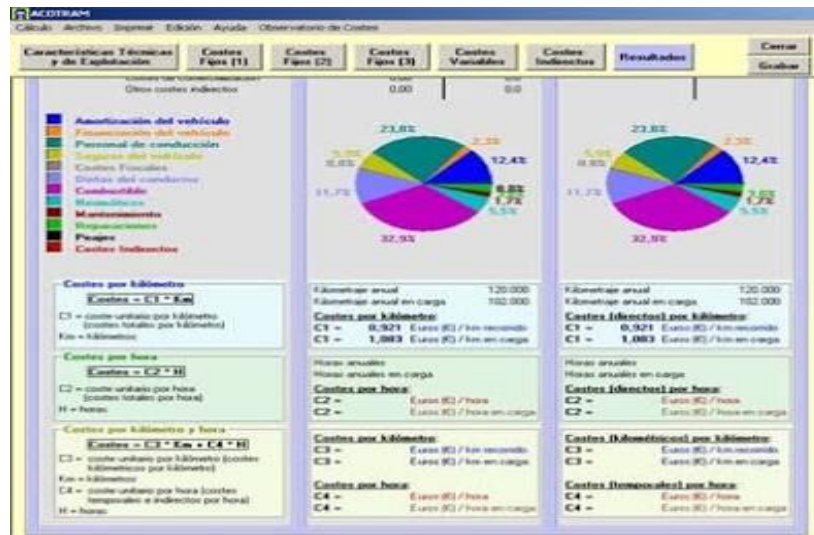 ACOTRAM
Cálculo Archivo Imprimir Edición Ayuda Observatorio de Costes
Características Técnicas
y de Explotación
Costes
Fijos (1)
Costes
Fijos (2)
Costes
Fijos (3)
Costes
Variables
Costes
Indirectos
Resultados
Cerrar
Grabar
Costes de comercialización 0,00 0,0
Otros costes indirectos 0,00 0,0
Amortización del vehículo
Financiación del vehículo
Personal de conducción
Seguros del vehículo
Costes Fiscales
Dietas del conductor
Combustible
Neumáticos
Mantenimiento
Reparaciones
Peajes
Costes Indirectos
23,8%
2,3%
12,4%
1,7%
5,5%
32,9%
11,7%
23,8%
2,3%
12,4%
1,7%
5,5%
32,9%
11,7%
Costes por kilómetro
Costes = C1 * Km
C1 = coste unitario por kilómetro
(costes totales por kilómetro)
Km = kilómetros
Kilometraje anual 120.000
Kilometraje anual en carga 102.000
Costes por kilómetro:
C1 = 0,921 Euros (€) / km recorrido
C1 = 1,083 Euros (€) / km en carga
Kilometraje anual 120.000
Kilometraje anual en carga 102.000
Costes (directos) por kilómetro:
C1 = 0,921 Euros (€) / km recorrido
C1 = 1,083 Euros (€) / km en carga
Costes por hora
Costes = C2 * H
C2 = coste unitario por hora
(costes totales por hora)
H = horas
Horas anuales
Horas anuales en carga
Costes por hora:
C2 = Euros (€) / hora
C2 = Euros (€) / hora en carga
Horas anuales
Horas anuales en carga
Costes (directos) por hora:
C2 = Euros (€) / hora
C2 = Euros (€) / hora en carga
Costes por kilómetro y hora
Costes = C3 * Km + C4 * H
C3 = coste unitario por kilómetro (costes
kilométricos por kilómetro)
Km = kilómetros
C4 = coste unitario por hora (costes
temporales e indirectos por hora)
H = horas
Costes por kilómetro:
C3 = Euros (€) / km recorrido
C3 = Euros (€) / km en carga
Costes por hora:
C4 = Euros (€) / hora
C4 = Euros (€) / hora en carga
Costes (kilométricos) por kilómetro:
C3 = Euros (€) / km recorrido
C3 = Euros (€) / km en carga
Costes (temporales) por hora:
C4 = Euros (€) / hora
C4 = Euros (€) / hora en carga